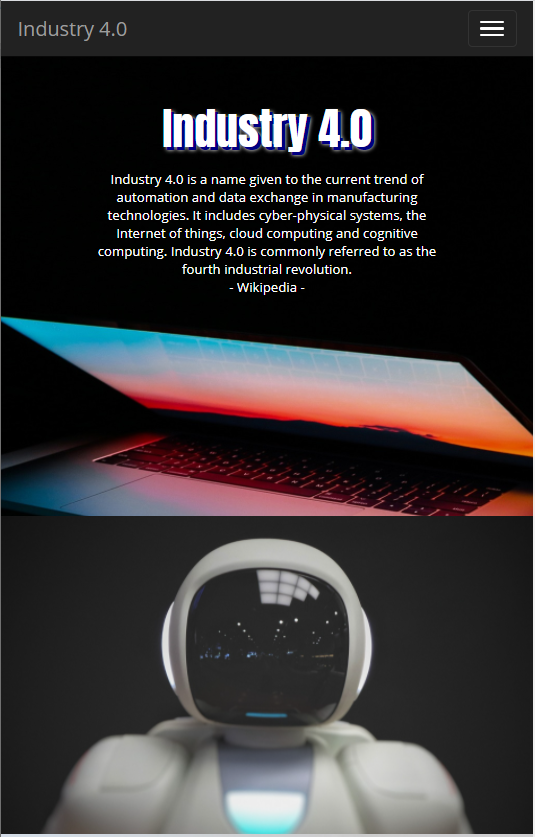 Industry 4.0
Industry 4.0
Industry 4.0 is a name given to the current trend of
automation and data exchange in manufacturing
technologies. It includes cyber-physical systems, the
Internet of things, cloud computing and cognitive
computing. Industry 4.0 is commonly referred to as the
fourth industrial revolution.
- Wikipedia -